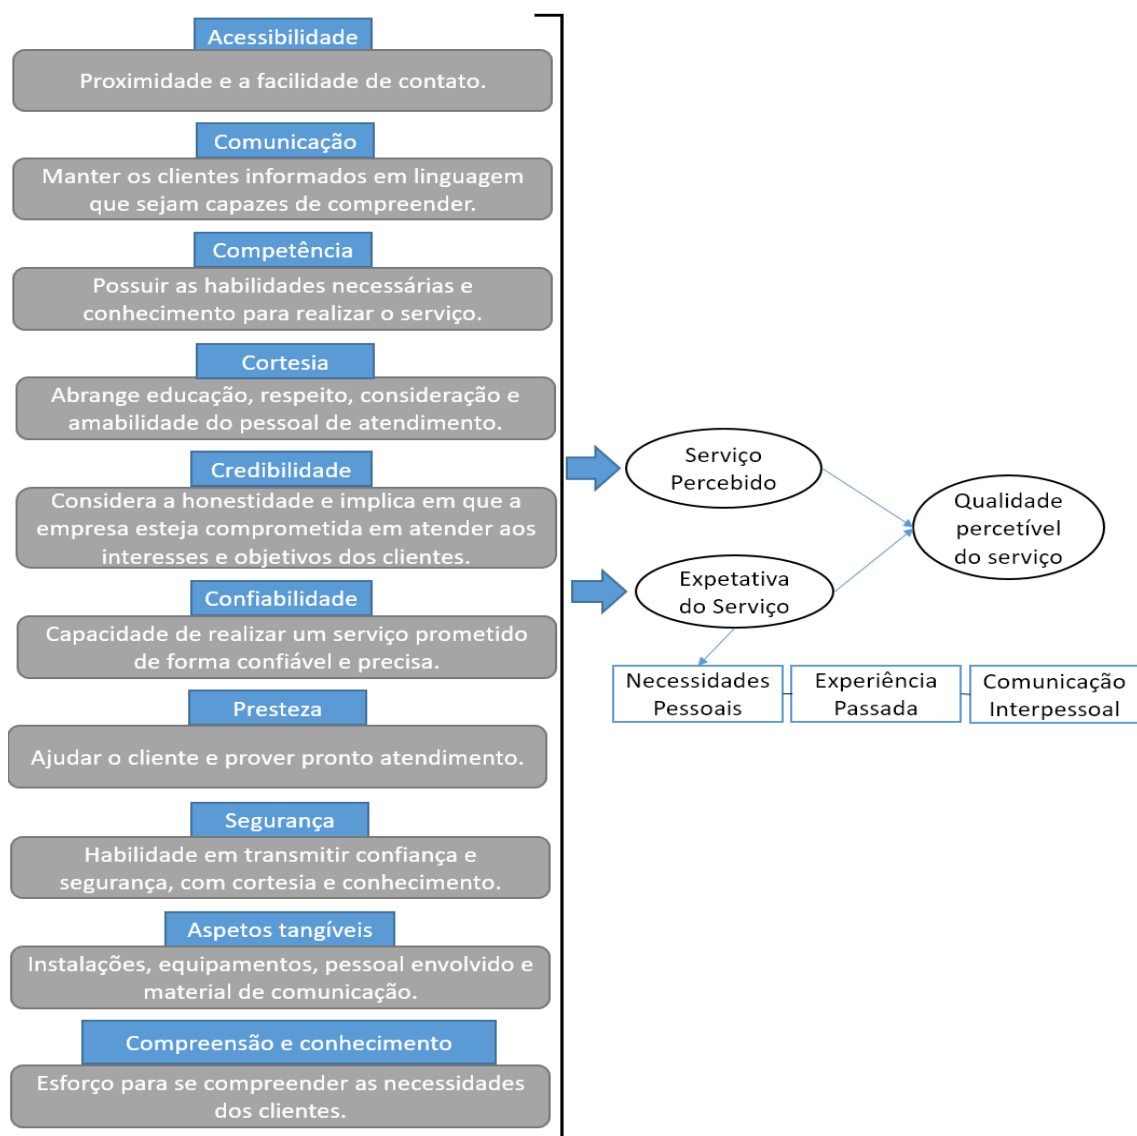 Acessibilidade
Proximidade e a facilidade de contato.
Comunicação
Manter os clientes informados em linguagem
que sejam capazes de compreender.
Competência
Possuir as habilidades necessárias e
conhecimento para realizar o serviço.
Cortesia
Abrange educação, respeito, consideração e
amabilidade do pessoal de atendimento.
Credibilidade
Considera a honestidade e implica em que a
empresa esteja comprometida em atender aos
interesses e objetivos dos clientes.
Confiabilidade
Capacidade de realizar um serviço prometido
de forma confiável e precisa.
Presteza
Ajudar o cliente e prover pronto atendimento.
Segurança
Habilidade em transmitir confiança e
segurança, com cortesia e conhecimento.
Aspetos tangíveis
Instalações, equipamentos, pessoal envolvido e
material de comunicação.
Compreensão e conhecimento
Esforço para se compreender as necessidades
dos clientes.
Serviço
Percebido
Expetativa
do Serviço
Qualidade
percetível
do serviço
Necessidades
Pessoais
Experiência
Passada
Comunicação
Interpessoal